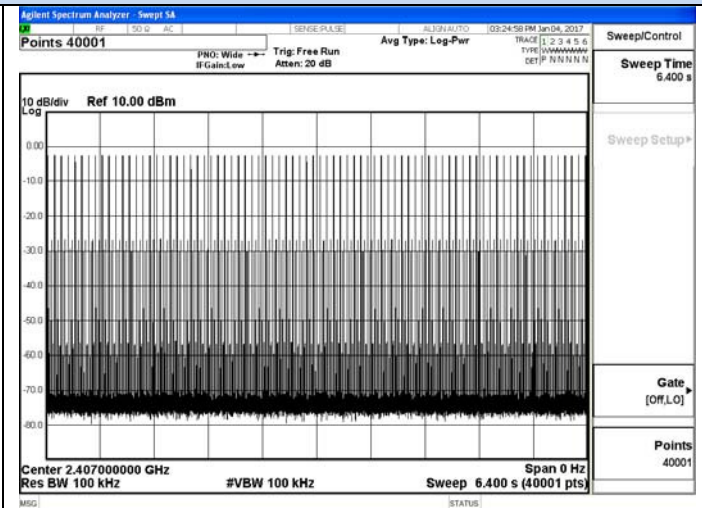 Agilent Spectrum Analyzer - Swept SA
RF 50 Ω AC SENSE:PULSE ALIGNAUTO 03:24:58 PM Jan 04, 2017
Points 40001
PNO: Wide
IFGain:Low
Trig: Free Run
Atten: 20 dB
Avg Type: Log-Pwr
TRACE 1 2 3 4 5 6
TYPE
DET P N N N N N
10 dB/div Ref 10.00 dBm
Log
0.00
-10.0
-20.0
-30.0
-40.0
-50.0
-60.0
-70.0
-80.0
Center 2.407000000 GHz
Span 0 Hz
Res BW 100 kHz #VBW 100 kHz Sweep 6.400 s (40001 pts)
MSG STATUS
Sweep/Control
Sweep Time
6.400 s
Sweep Setup
Gate
[Off,LO]
Points
40001